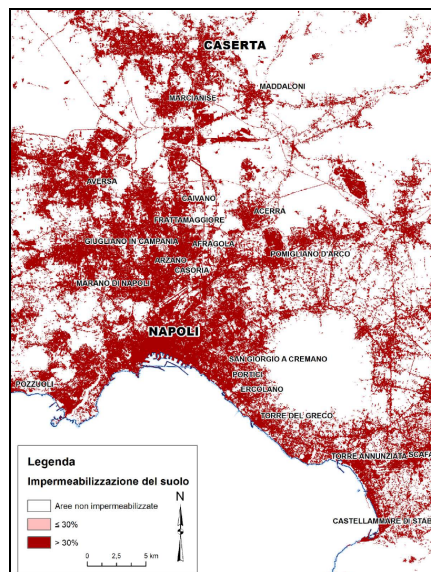 CASERTA
MADDALONI
MARCIANISE
AVERSA
CAIVANO
ACERRA
FRATTAMAGGIORE
GIUGLIANO IN CAMPANIA
AFRAGOLA
POMIGLIANO D'ARCO
ARZANO
CASORIA
MARANO DI NAPOLI
NAPOLI
SAN GIORGIO A CREMANO
POZZUOLI
PORTICI
ERCOLANO
TORRE DEL GRECO
TORRE ANNUNZIATA
SCAFA
CASTELLAMMARE DI STAB
Legenda
Impermeabilizzazione del suolo
Aree non impermeabilizzate
≤ 30%
> 30%
N
0 2,5 5 km